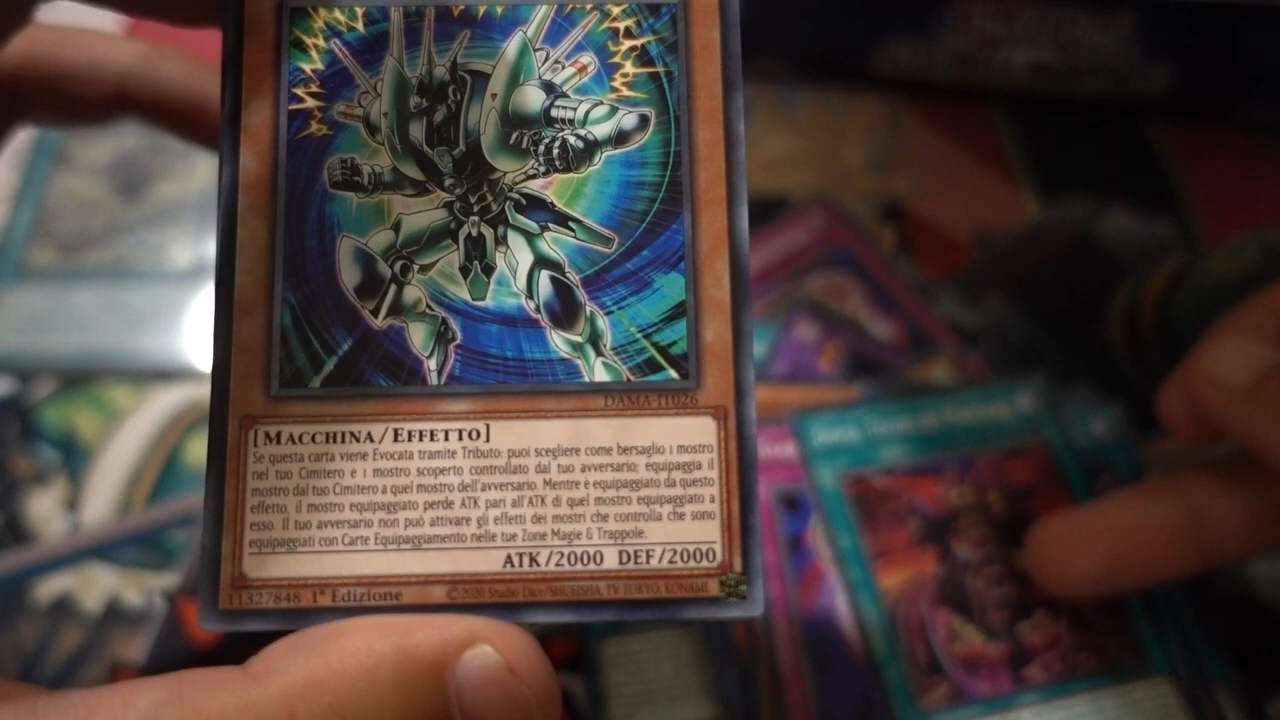 DAMA-IT026
[MACCHINA/EFFETTO]
Se questa carta viene Evocata tramite Tributo: puoi scegliere come bersaglio 1 mostro
nel tuo Cimitero e 1 mostro scoperto controllato dal tuo avversario; equipaggia il
mostro dal tuo Cimitero a quel mostro dell'avversario. Mentre è equipaggiato da questo
effetto, il mostro equipaggiato perde ATK pari all'ATK di quel mostro equipaggiato a
esso. Il tuo avversario non può attivare gli effetti dei mostri che controlla che sono
equipaggiati con Carte Equipaggiamento nelle tue Zone Magie & Trappole.
ATK/2000 DEF/2000
11327848 1ª Edizione ©2020 Studio Dice/SHUEISHA, TV TOKYO, KONAMI